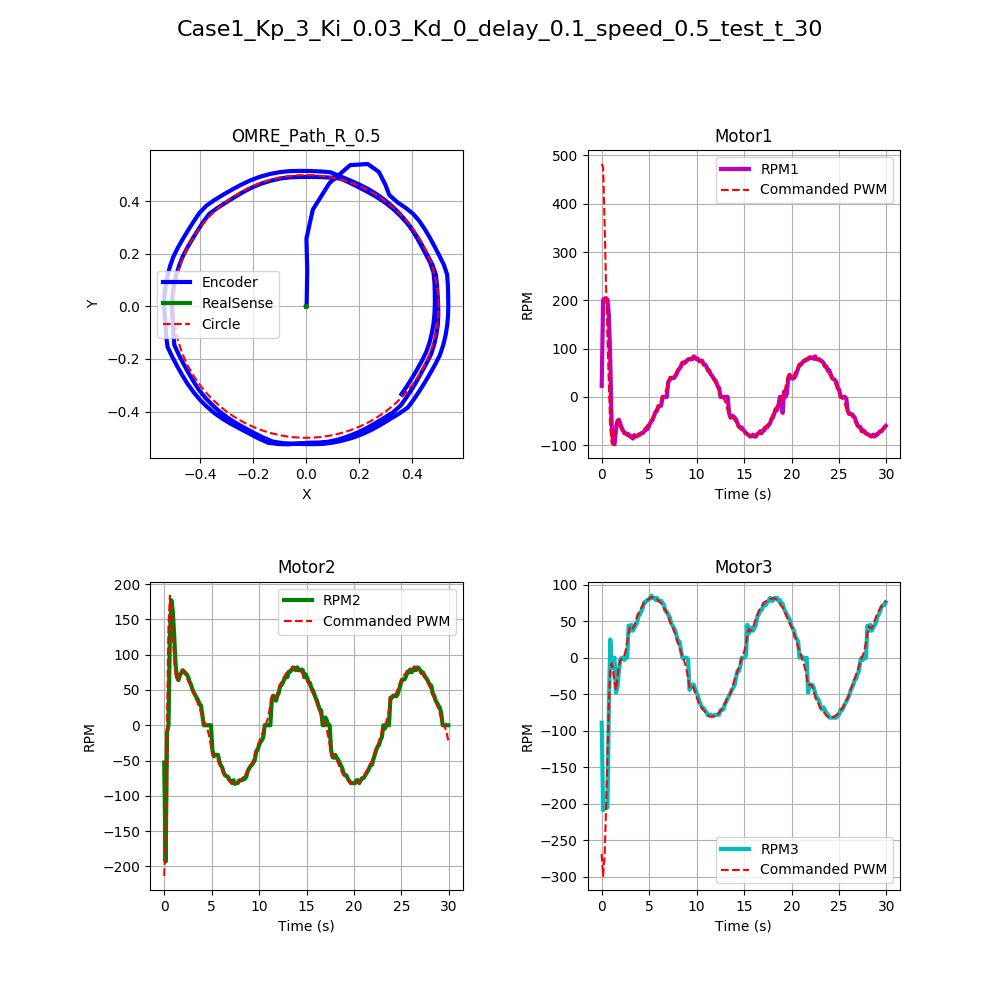 Case1_Kp_3_Ki_0.03_Kd_0_delay_0.1_speed_0.5_test_t_30
OMRE_Path_R_0.5
Y
0.4
0.2
0.0
−0.2
−0.4
Encoder
RealSense
Circle
−0.4 −0.2 0.0 0.2 0.4
X
Motor1
RPM
500
400
300
200
100
0
−100
RPM1
Commanded PWM
0 5 10 15 20 25 30
Time (s)
Motor2
RPM
200
150
100
50
0
−50
−100
−150
−200
RPM2
Commanded PWM
0 5 10 15 20 25 30
Time (s)
Motor3
RPM
100
50
0
−50
−100
−150
−200
−250
−300
RPM3
Commanded PWM
0 5 10 15 20 25 30
Time (s)